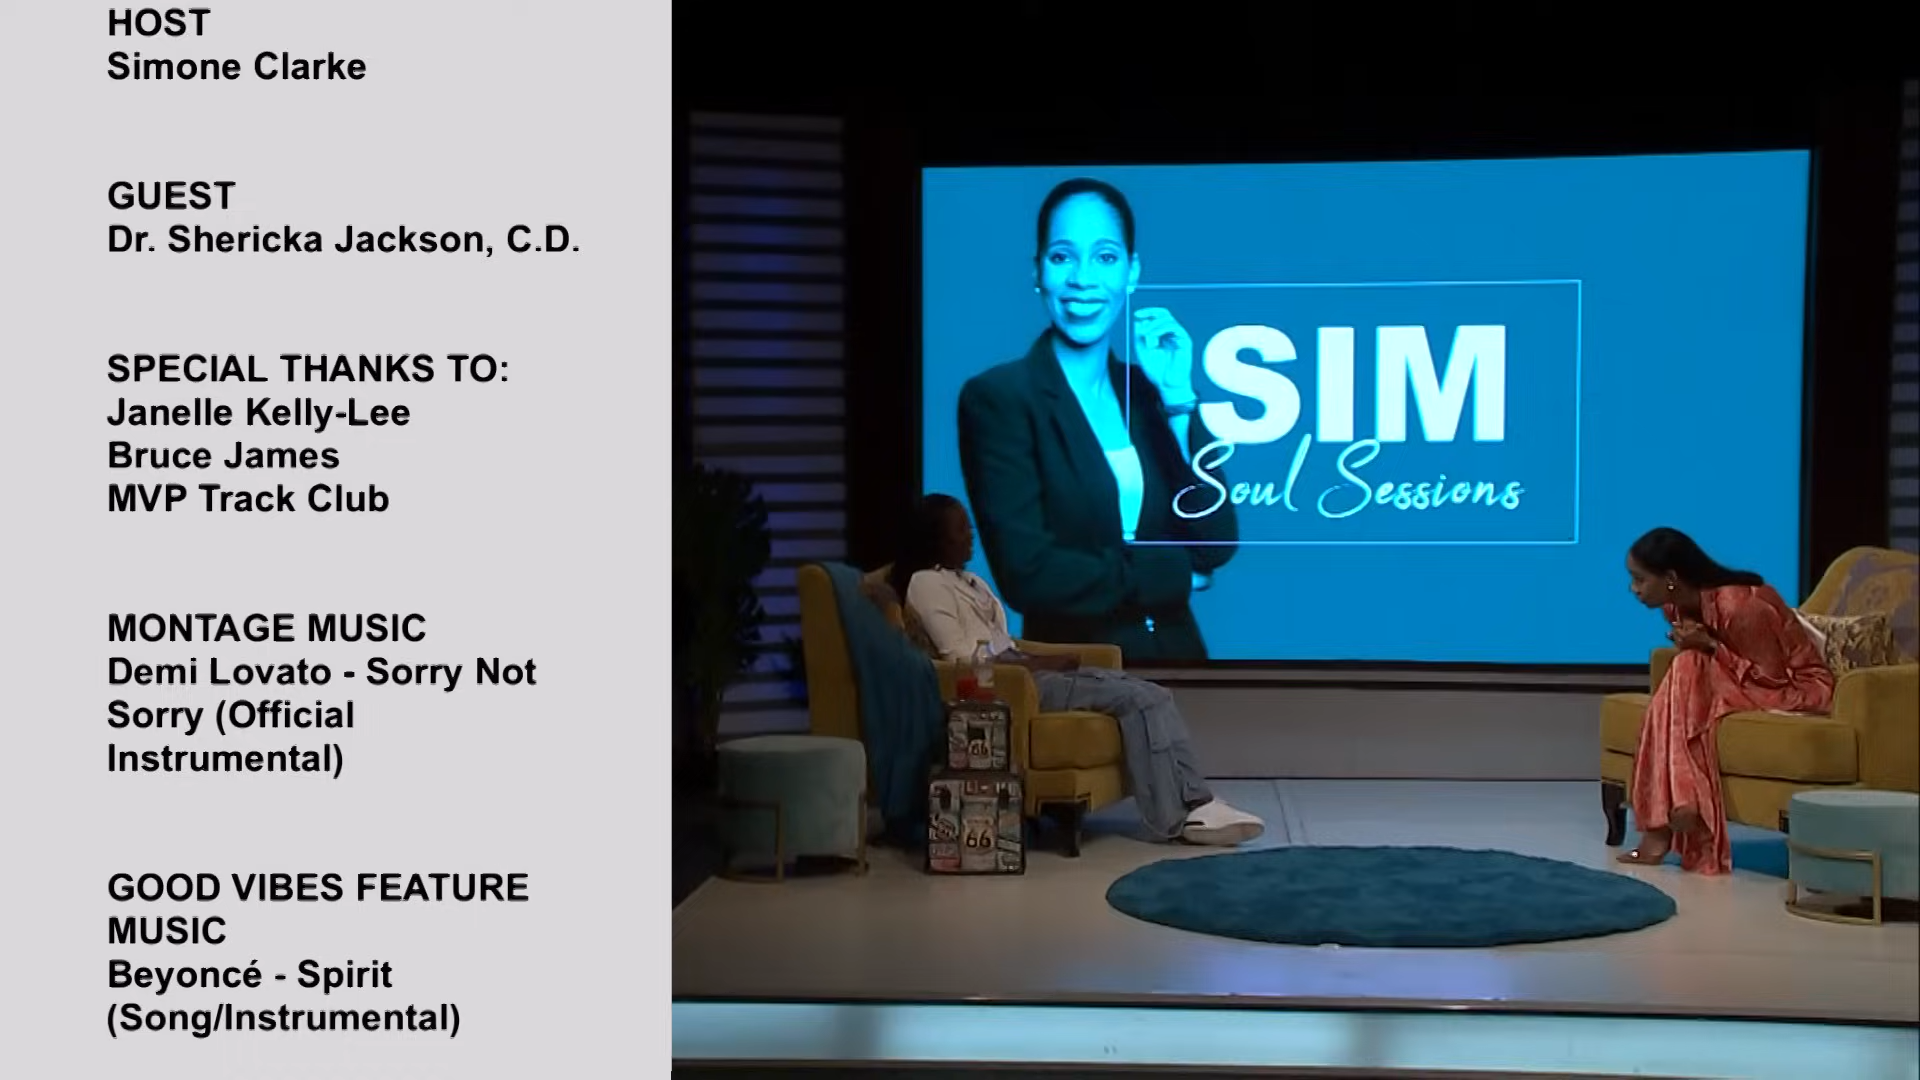 HOST
Simone Clarke
GUEST
Dr. Shericka Jackson, C.D.
SPECIAL THANKS TO:
Janelle Kelly-Lee
Bruce James
MVP Track Club
MONTAGE MUSIC
Demi Lovato - Sorry Not
Sorry (Official
Instrumental)
GOOD VIBES FEATURE
MUSIC
Beyoncé - Spirit
(Song/Instrumental)
SIM
Soul Sessions
66
66